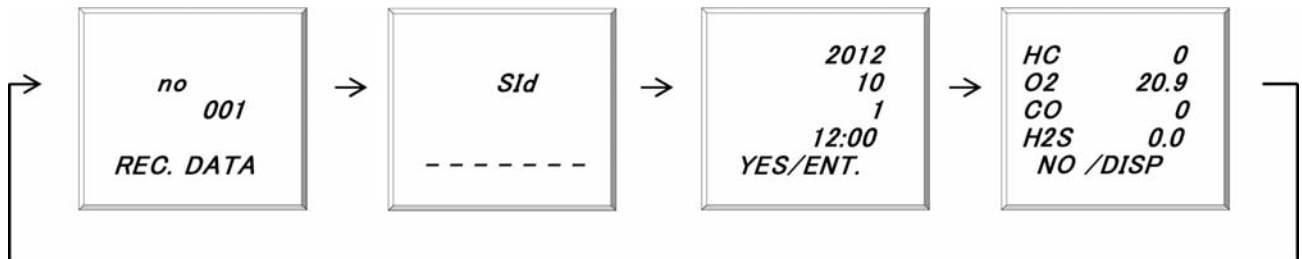 no
001
REC. DATA
SId
- - - - - - -
2012
10
1
12:00
YES/ENT.
HC 0
O2 20.9
CO 0
H2S 0.0
NO /DISP